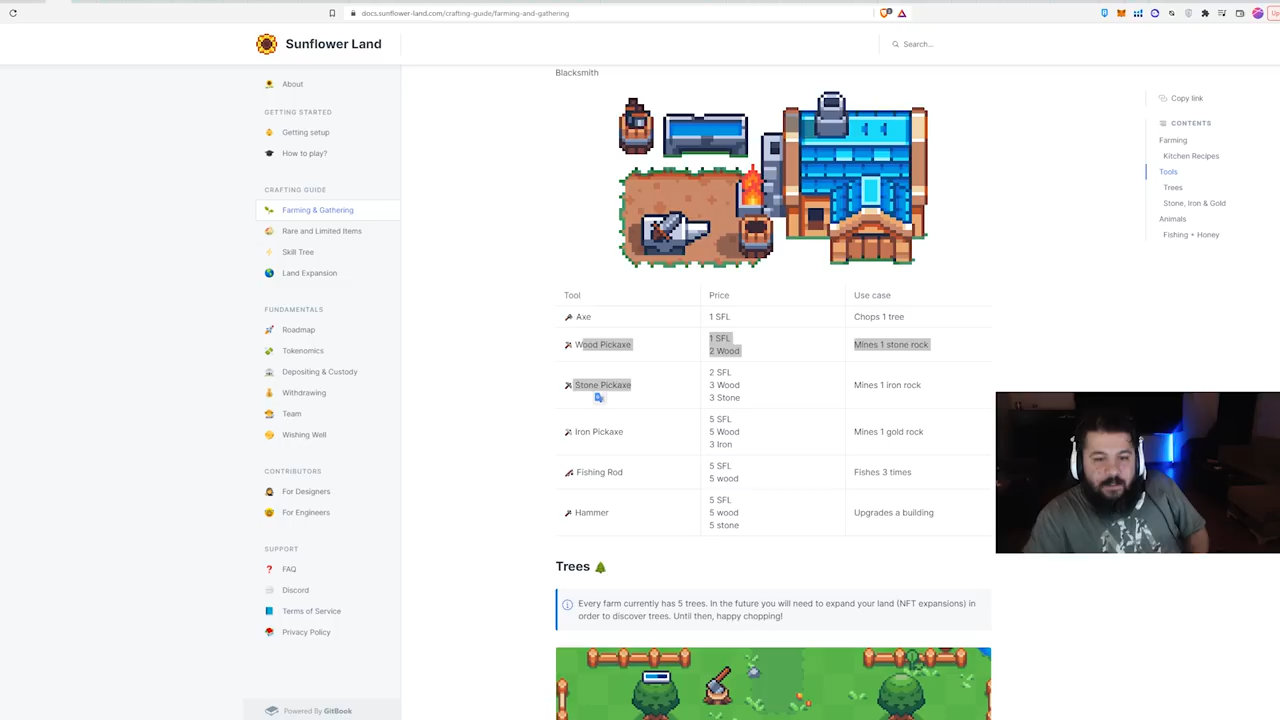 docs.sunflower-land.com/crafting-guide/farming-and-gathering
Sunflower Land
Search...
About
GETTING STARTED
Getting setup
How to play?
CRAFTING GUIDE
Farming & Gathering
Rare and Limited Items
Skill Tree
Land Expansion
FUNDAMENTALS
Roadmap
Tokenomics
Depositing & Custody
Withdrawing
Team
Wishing Well
CONTRIBUTORS
For Designers
For Engineers
SUPPORT
FAQ
Discord
Terms of Service
Privacy Policy
Powered By GitBook
Blacksmith
Tool Price Use case
Axe 1 SFL Chops 1 tree
Wood Pickaxe 1 SFL Mines 1 stone rock
2 Wood
Stone Pickaxe 2 SFL Mines 1 iron rock
3 Wood
3 Stone
Iron Pickaxe 5 SFL Mines 1 gold rock
5 Wood
3 Iron
Fishing Rod 5 SFL Fishes 3 times
5 wood
Hammer 5 SFL Upgrades a building
5 wood
5 stone
Trees
Every farm currently has 5 trees. In the future you will need to expand your land (NFT expansions) in
order to discover trees. Until then, happy chopping!
Copy link
CONTENTS
Farming
Kitchen Recipes
Tools
Trees
Stone, Iron & Gold
Animals
Fishing + Honey